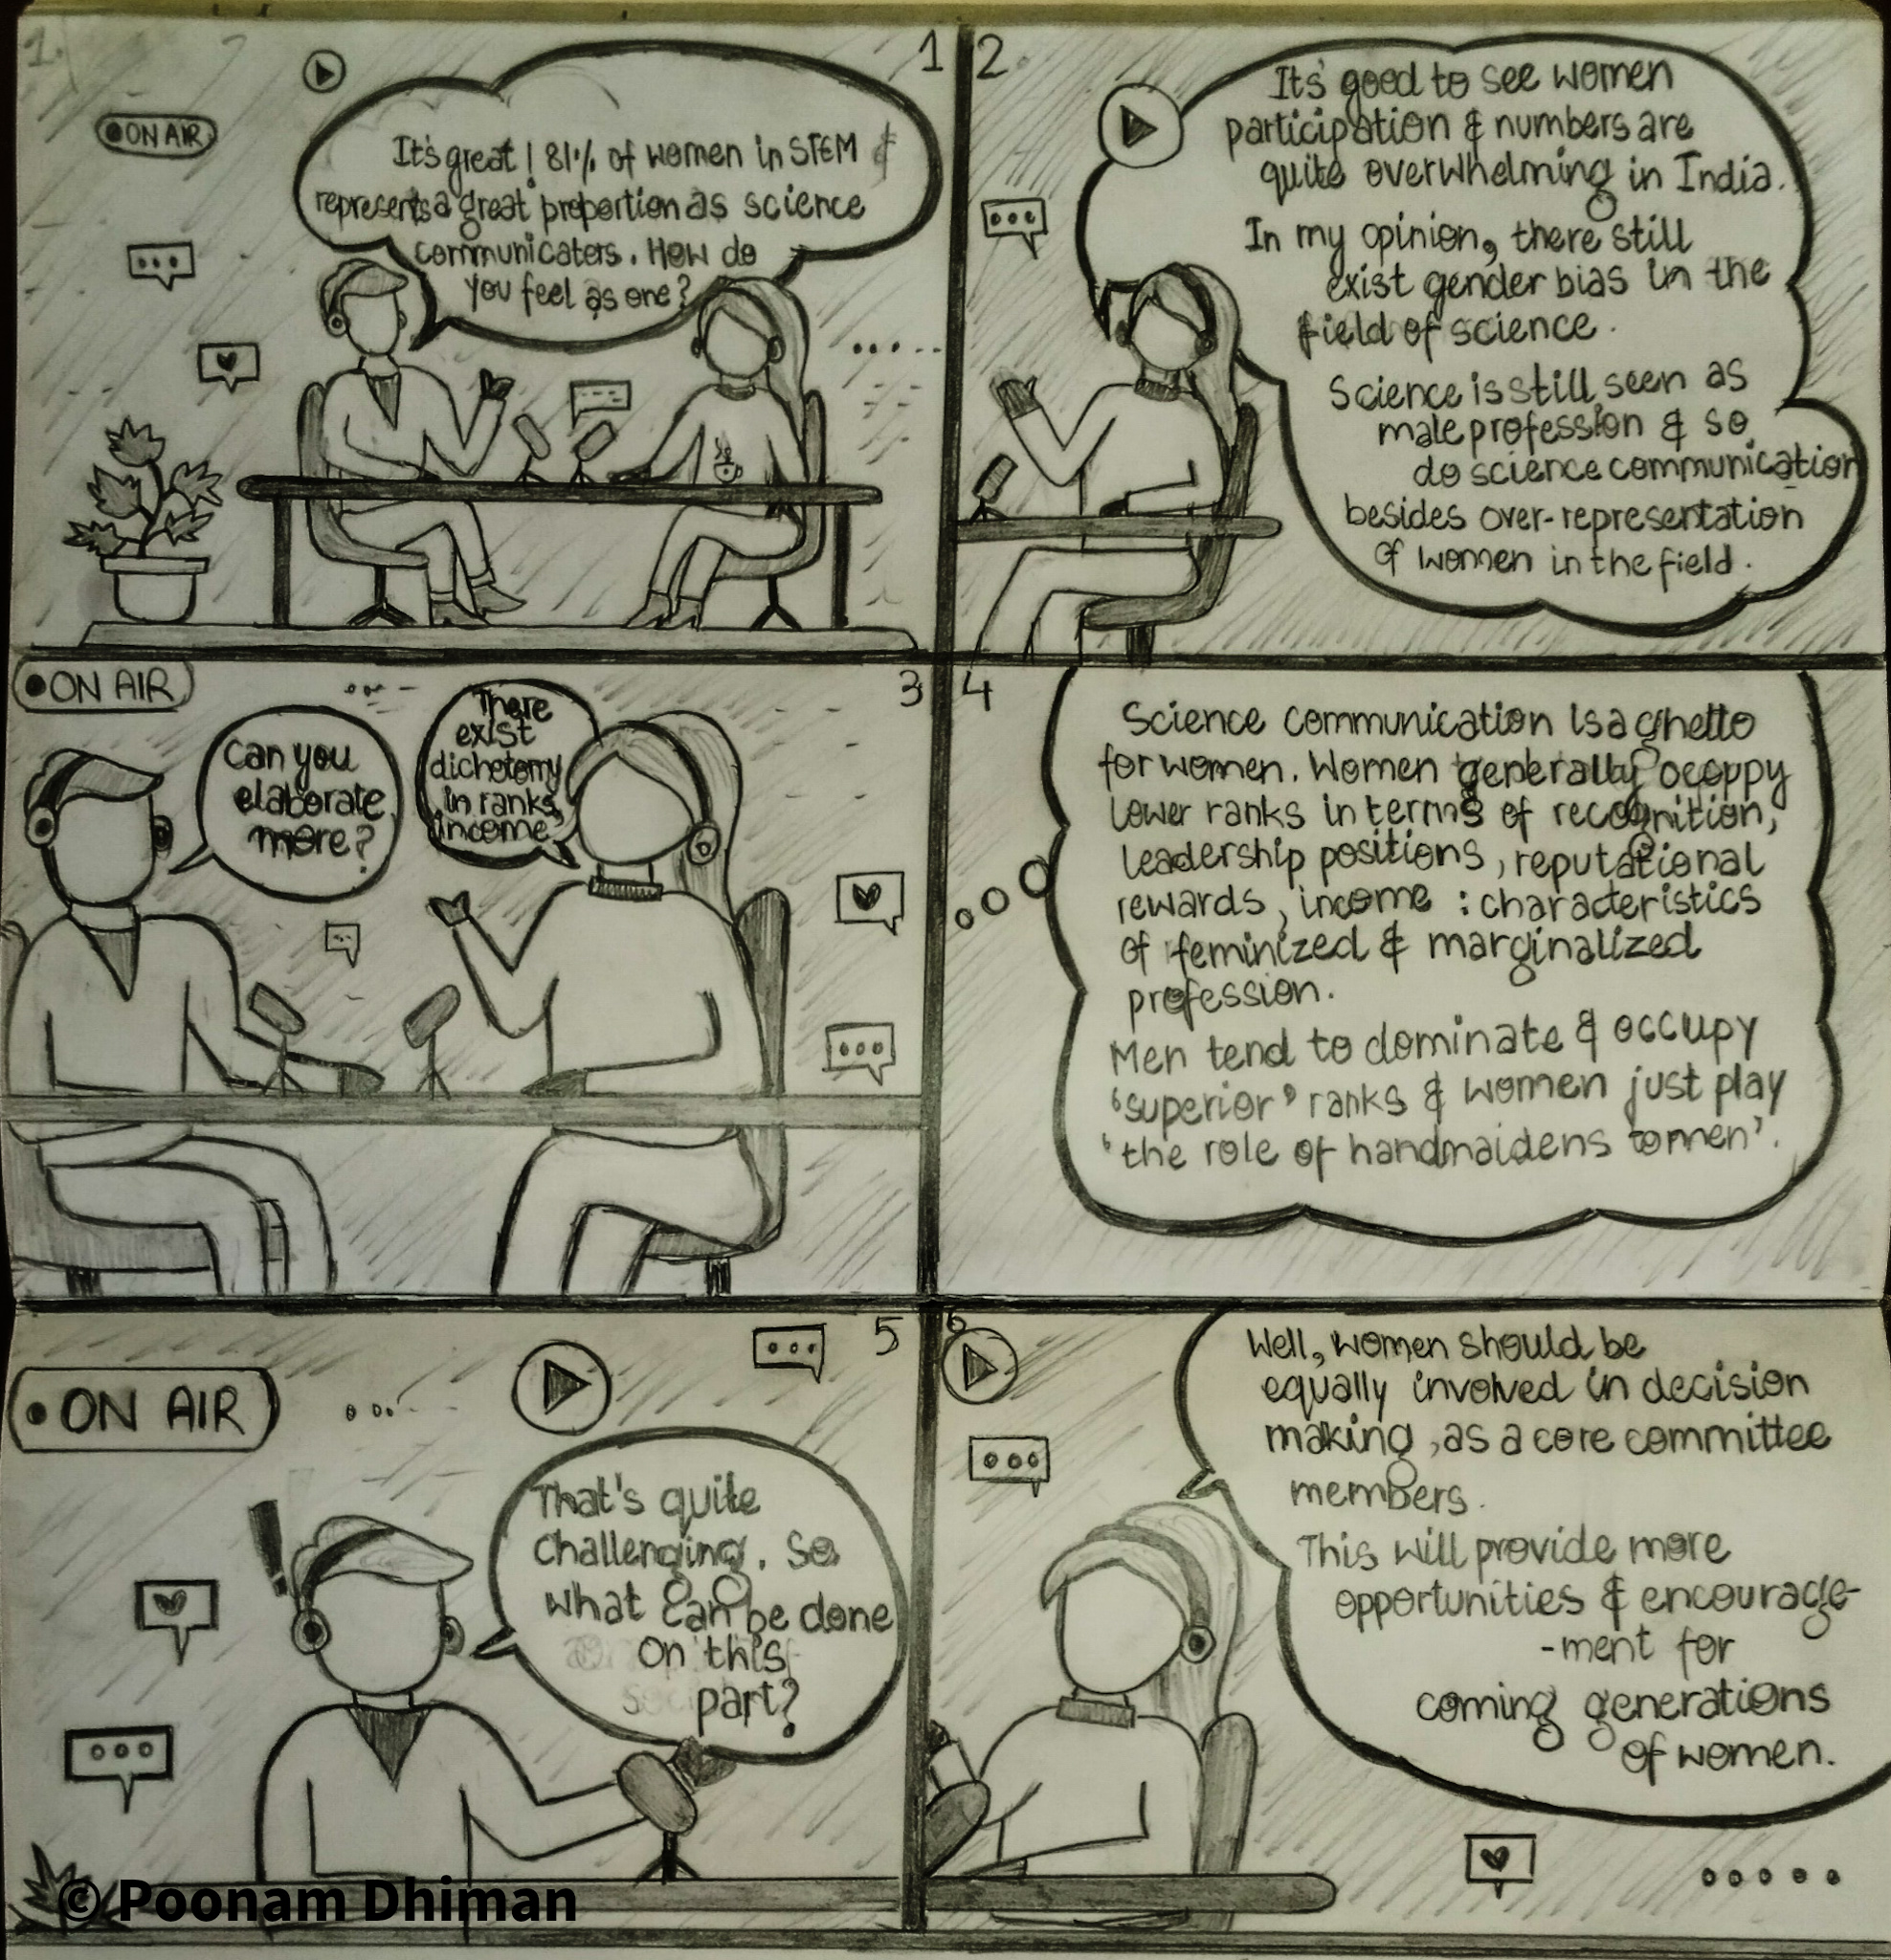 1
ON AIR
It's great! 81% of women in STEM
represents a great proportion as science
communicators. How do
you feel as one?
2
It's good to see women
participation & numbers are
quite overwhelming in India.
In my opinion, there still
exist gender bias in the
field of science.
Science is still seen as
male profession & so
do science communication
besides over-representation
of women in the field.
3
ON AIR
Can you
elaborate
more?
There
exist
dichotomy
in ranks,
income
4
Science communication is a ghetto
for women. Women generally occuppy
lower ranks in terms of recognition,
leadership positions, reputational
rewards, income : characteristics
of feminized & marginalized
profession.
Men tend to dominate & occupy
'superior' ranks & women just play
'the role of handmaidens to men'.
5
ON AIR
That's quite
challenging. So
what can be done
on this
part?
6
Well, women should be
equally involved in decision
making, as a core committee
members.
This will provide more
opportunities & encourage-
-ment for
coming generations
of women.
© Poonam Dhiman